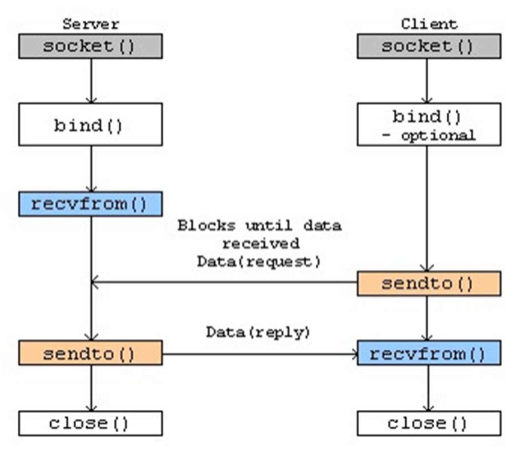 Server
Client
socket()
socket()
bind()
bind()
- optional
recvfrom()
Blocks until data
received
Data(request)
sendto()
Data(reply)
sendto()
recvfrom()
close()
close()